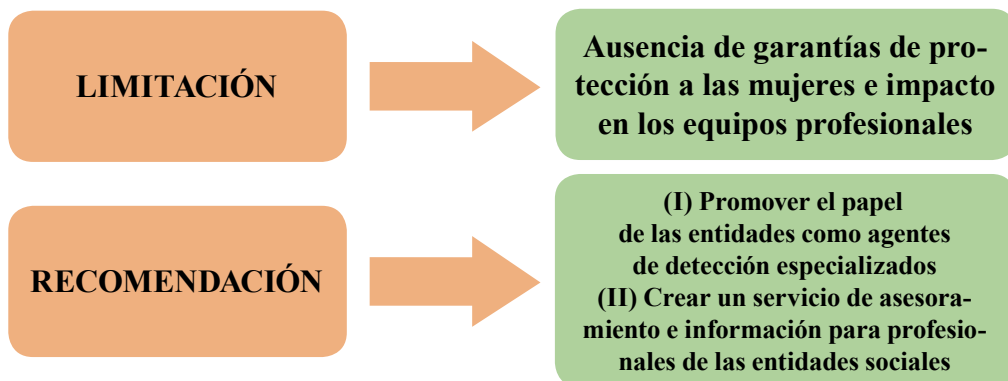 LIMITACIÓN
Ausencia de garantías de pro-
tección a las mujeres e impacto
en los equipos profesionales
RECOMENDACIÓN
(I) Promover el papel
de las entidades como agentes
de detección especializados
(II) Crear un servicio de asesora-
miento e información para profesio-
nales de las entidades sociales